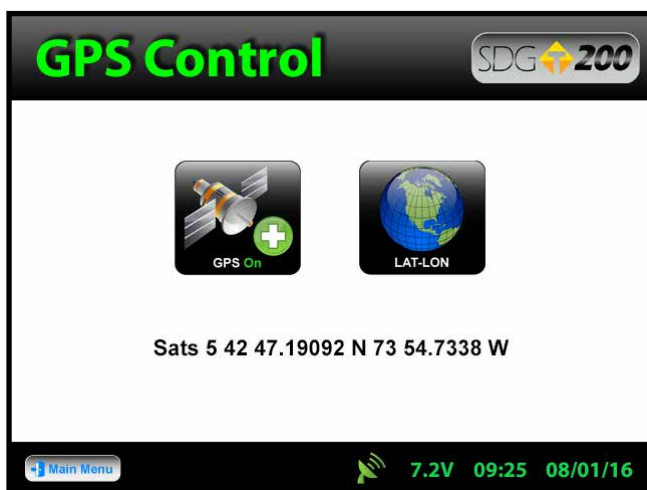 GPS Control
SDG 200
GPS On
LAT-LON
Sats 5 42 47.19092 N 73 54.7338 W
Main Menu
7.2V 09:25 08/01/16